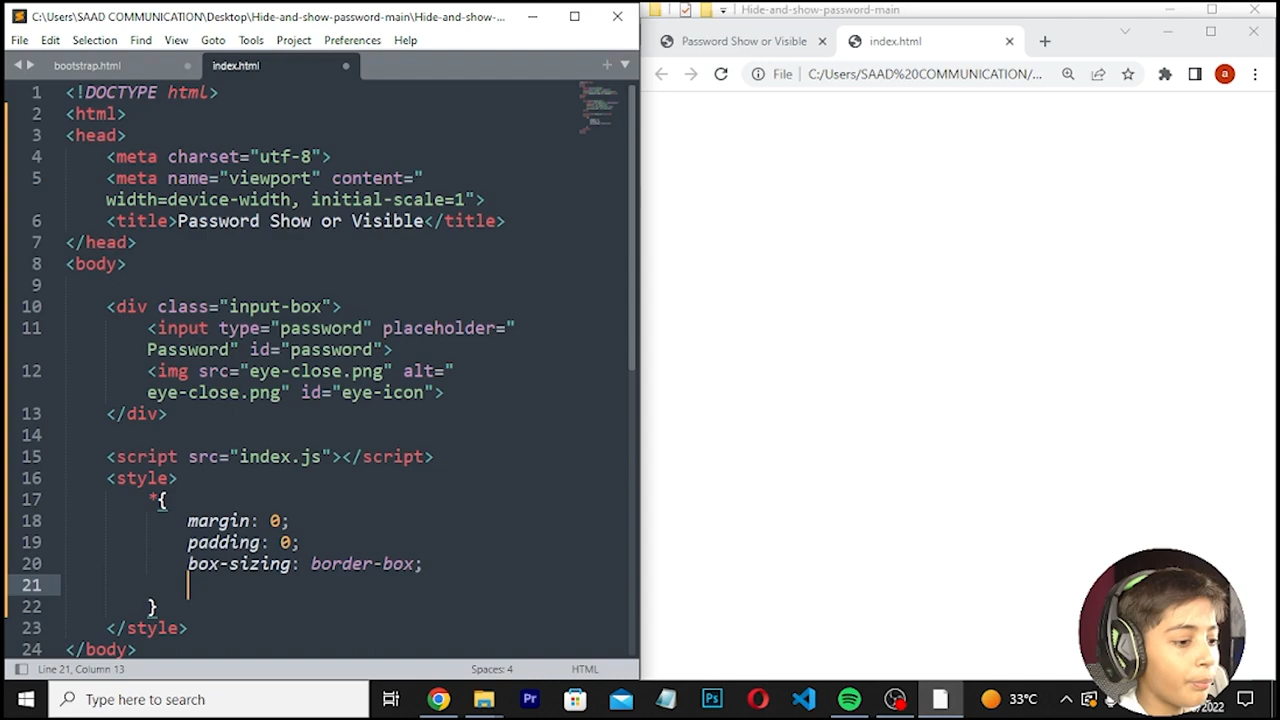 C:\Users\SAAD COMMUNICATION\Desktop\Hide-and-show-password-main\Hide-and-show-...
File Edit Selection Find View Goto Tools Project Preferences Help
bootstrap.html
index.html
1 <!DOCTYPE html>
2 <html>
3 <head>
4 <meta charset="utf-8">
5 <meta name="viewport" content="
width=device-width, initial-scale=1">
6 <title>Password Show or Visible</title>
7 </head>
8 <body>
9
10 <div class="input-box">
11 <input type="password" placeholder="
Password" id="password">
12 <img src="eye-close.png" alt="
eye-close.png" id="eye-icon">
13 </div>
14
15 <script src="index.js"></script>
16 <style>
17 *{
18 margin: 0;
19 padding: 0;
20 box-sizing: border-box;
21
22 }
23 </style>
24 </body>
Line 21, Column 13
Spaces: 4
HTML
Hide-and-show-password-main
Password Show or Visible
index.html
File
C:/Users/SAAD%20COMMUNICATION/...
a
Type here to search
Pr
Ps
33°C